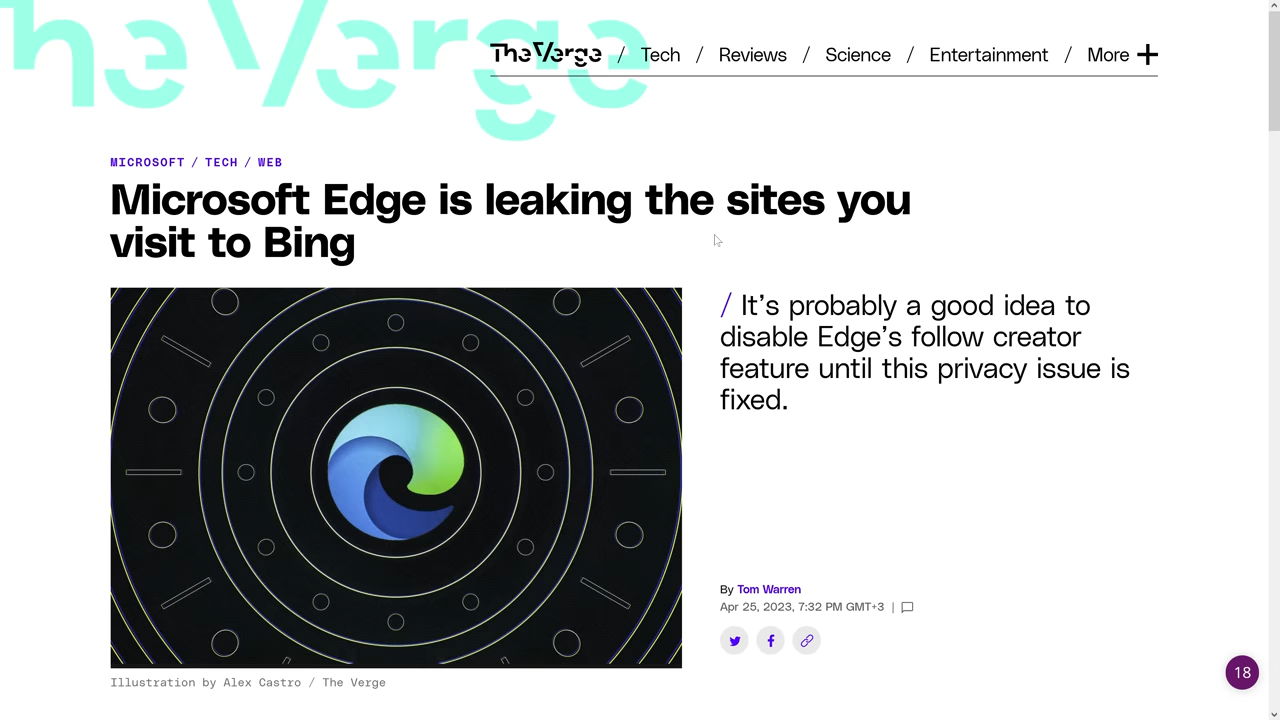 The Verge
TheVerge / Tech / Reviews / Science / Entertainment / More +
MICROSOFT / TECH / WEB
Microsoft Edge is leaking the sites you
visit to Bing
/ It’s probably a good idea to
disable Edge’s follow creator
feature until this privacy issue is
fixed.
By Tom Warren
Apr 25, 2023, 7:32 PM GMT+3 |
18
Illustration by Alex Castro / The Verge